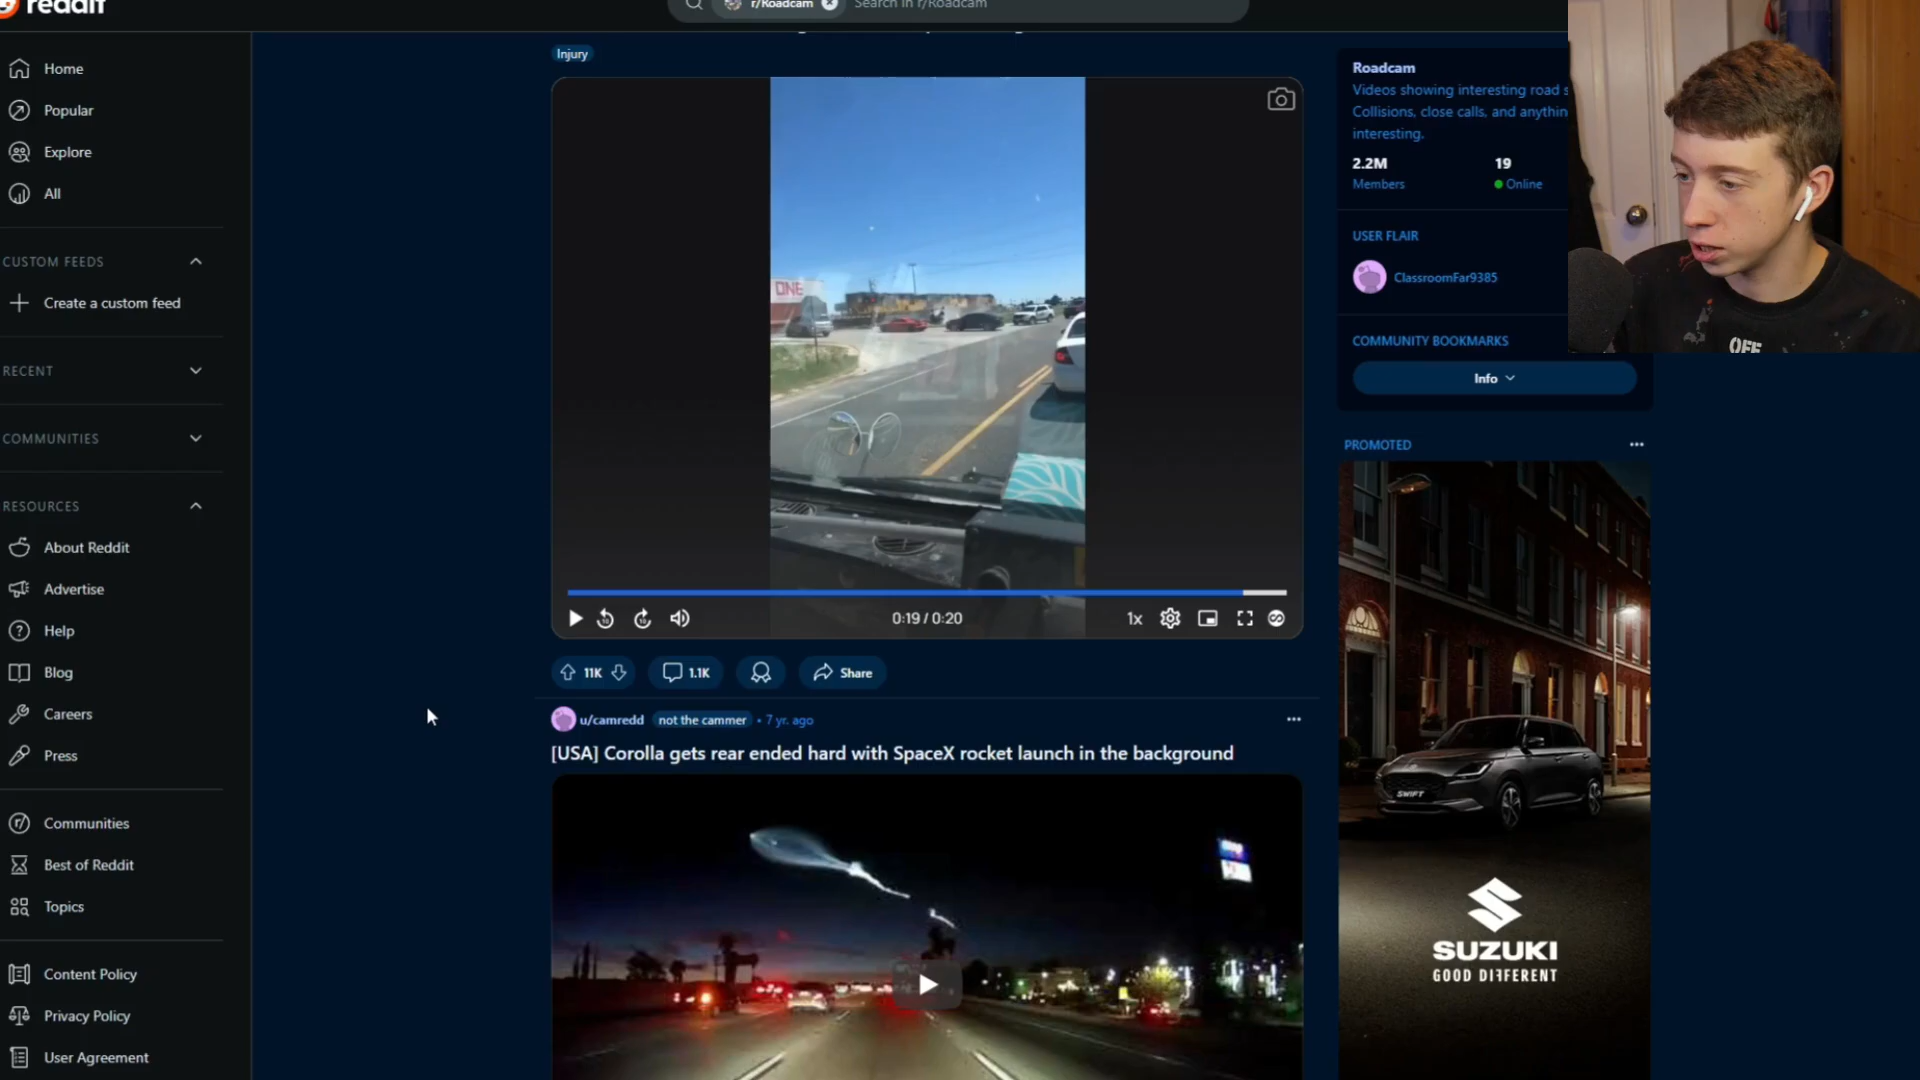 reddit
r/Roadcam
Search in r/Roadcam
Home
Popular
Explore
All
CUSTOM FEEDS
Create a custom feed
RECENT
COMMUNITIES
RESOURCES
About Reddit
Advertise
Help
Blog
Careers
Press
Communities
Best of Reddit
Topics
Content Policy
Privacy Policy
User Agreement
Injury
ONE
0:19 / 0:20
1x
11K
1.1K
Share
u/camredd not the cammer • 7 yr. ago
[USA] Corolla gets rear ended hard with SpaceX rocket launch in the background
Roadcam
Videos showing interesting road s
Collisions, close calls, and anythin
interesting.
2.2M 19
Members Online
USER FLAIR
ClassroomFar9385
COMMUNITY BOOKMARKS
Info
PROMOTED
SWIFT
SUZUKI
GOOD DIFFERENT
OFF